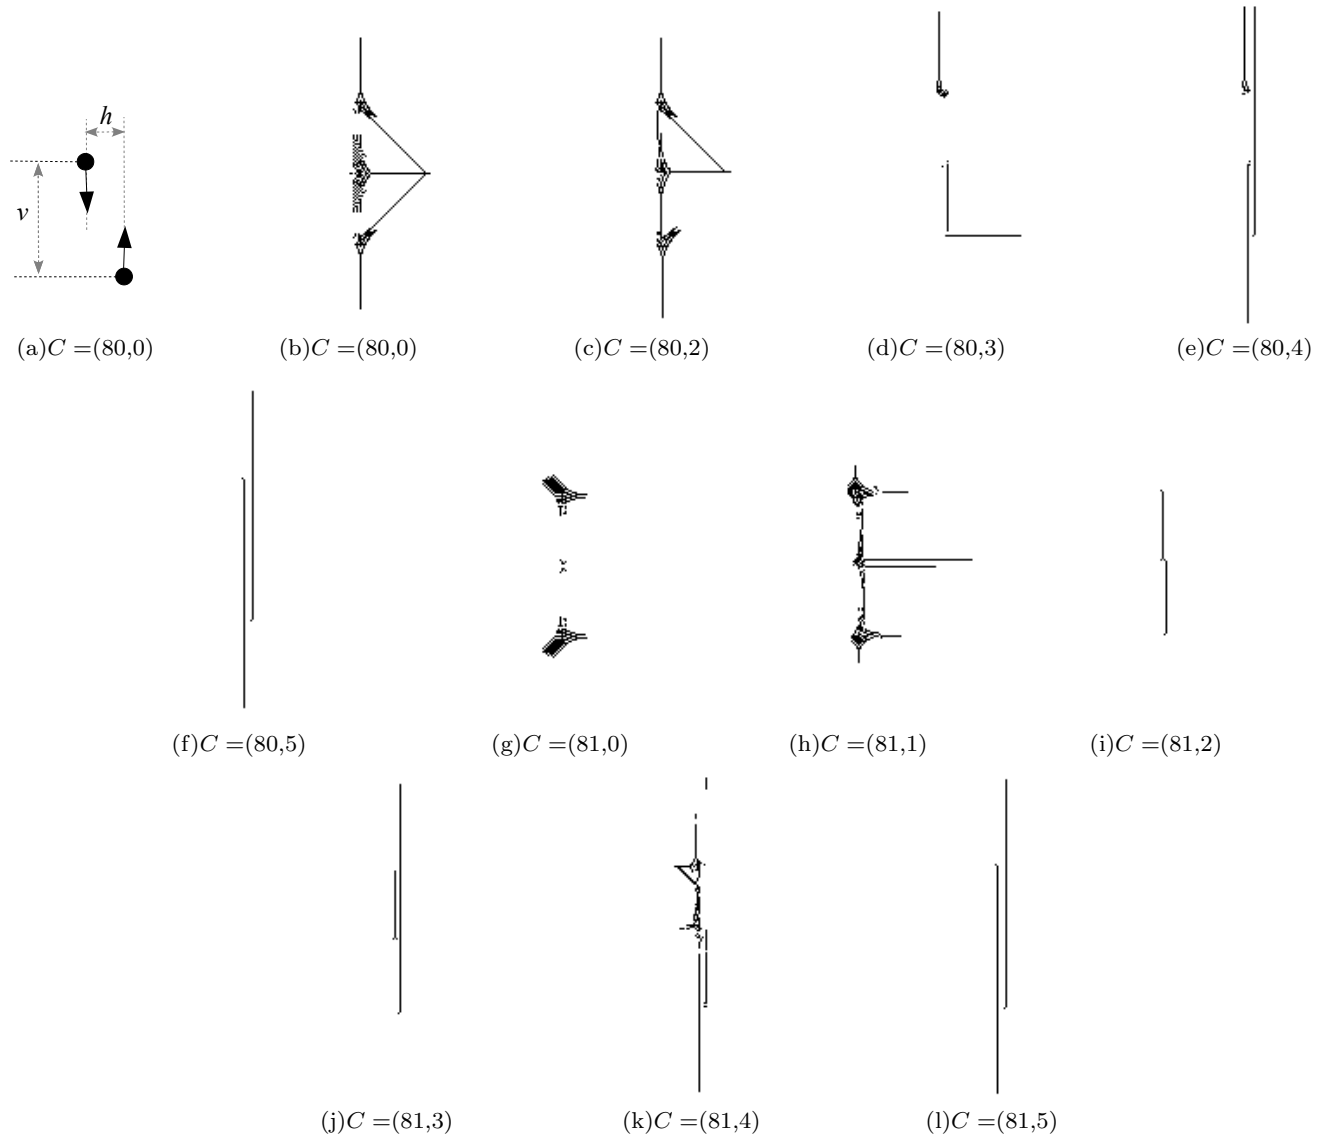 h
v
(a)C =(80,0)
(b)C =(80,0)
(c)C =(80,2)
(d)C =(80,3)
(e)C =(80,4)
(f)C =(80,5)
(g)C =(81,0)
(h)C =(81,1)
(i)C =(81,2)
(j)C =(81,3)
(k)C =(81,4)
(l)C =(81,5)